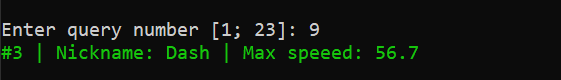 Enter query number [1; 23]: 9
#3 | Nickname: Dash | Max speeed: 56.7